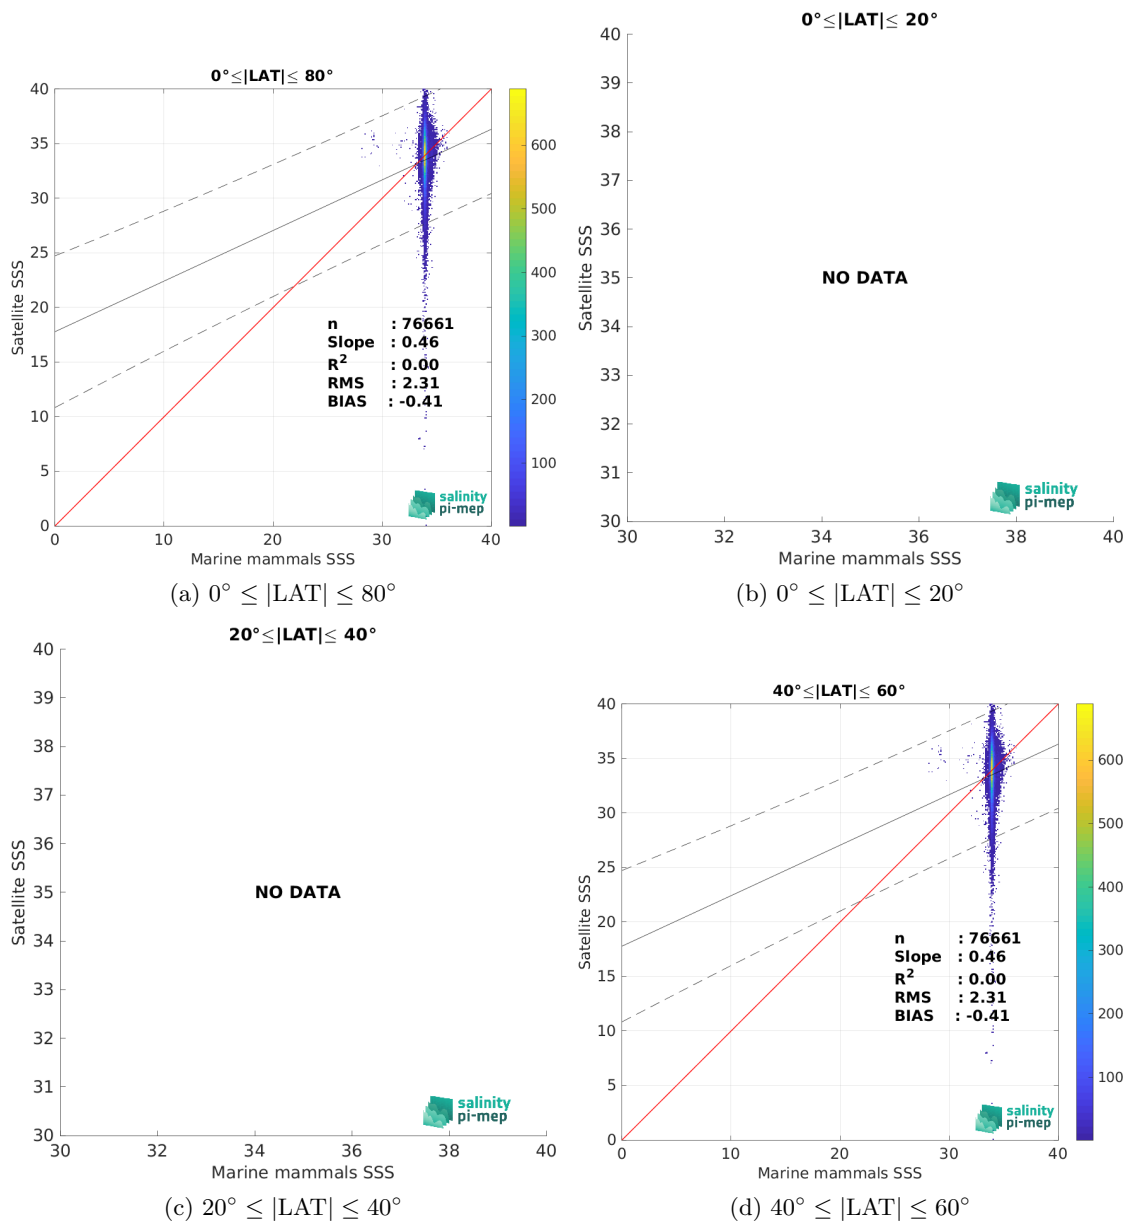 0°≤|LAT|≤ 80°
40
35
30
25
20
15
10
5
0
Satellite SSS
n : 76661
Slope : 0.46
R² : 0.00
RMS : 2.31
BIAS : -0.41
salinity
pi-mep
0 10 20 30 40
Marine mammals SSS
600
500
400
300
200
100
(a) 0° ≤ |LAT| ≤ 80°
0°≤|LAT|≤ 20°
40
39
38
37
36
35
34
33
32
31
30
Satellite SSS
NO DATA
salinity
pi-mep
30 32 34 36 38 40
Marine mammals SSS
(b) 0° ≤ |LAT| ≤ 20°
20°≤|LAT|≤ 40°
40
39
38
37
36
35
34
33
32
31
30
Satellite SSS
NO DATA
salinity
pi-mep
30 32 34 36 38 40
Marine mammals SSS
(c) 20° ≤ |LAT| ≤ 40°
40°≤|LAT|≤ 60°
40
35
30
25
20
15
10
5
0
Satellite SSS
n : 76661
Slope : 0.46
R² : 0.00
RMS : 2.31
BIAS : -0.41
salinity
pi-mep
0 10 20 30 40
Marine mammals SSS
600
500
400
300
200
100
(d) 40° ≤ |LAT| ≤ 60°